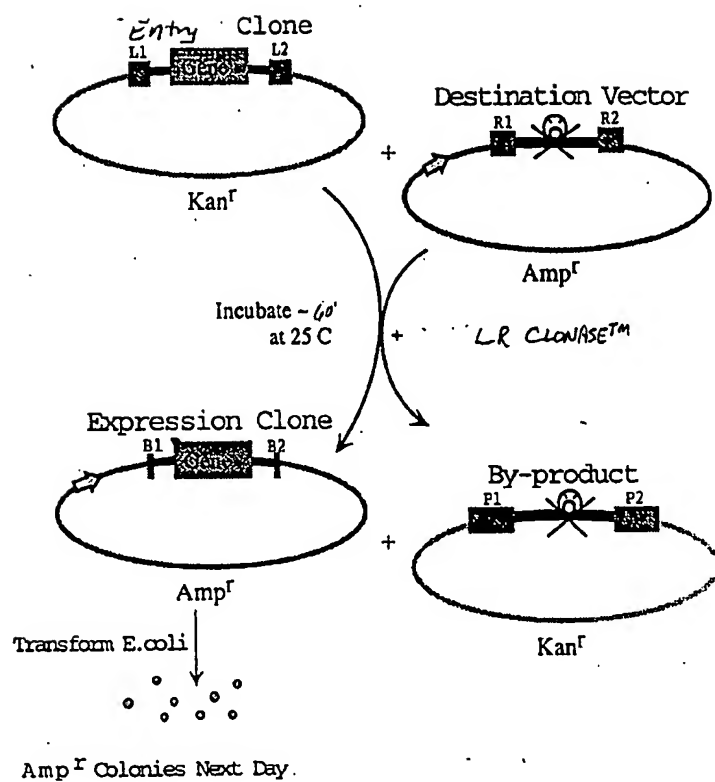 Entry Clone
L1 Gene L2
Destination Vector
R1 R2
+
Kanʳ
Ampʳ
Incubate ~ 60'
at 25 C
+ LR CLONASE™
Expression Clone
B1 Gene B2
By-product
P1 P2
+
Ampʳ
Kanʳ
Transform E.coli
Ampʳ Colonies Next Day.